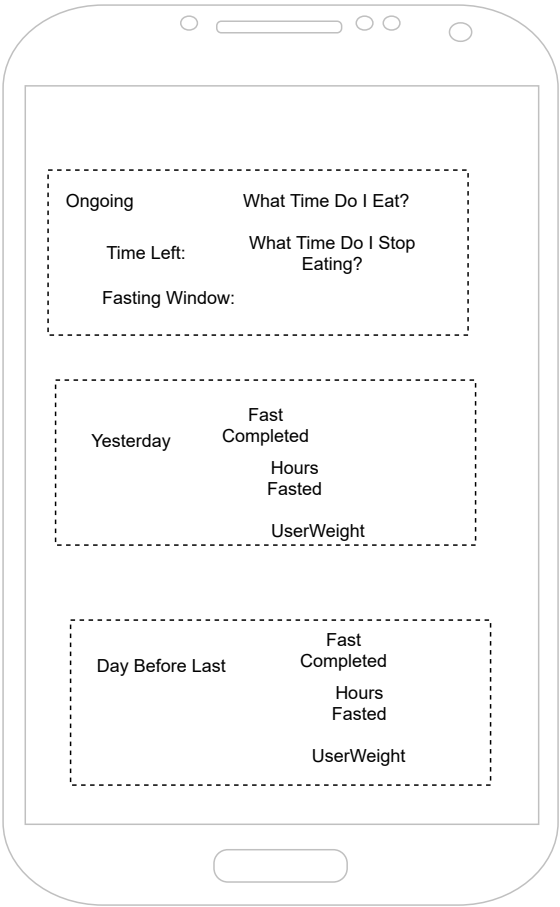 Ongoing
What Time Do I Eat?
Time Left:
What Time Do I Stop
Eating?
Fasting Window:
Yesterday
Fast
Completed
Hours
Fasted
UserWeight
Day Before Last
Fast
Completed
Hours
Fasted
UserWeight